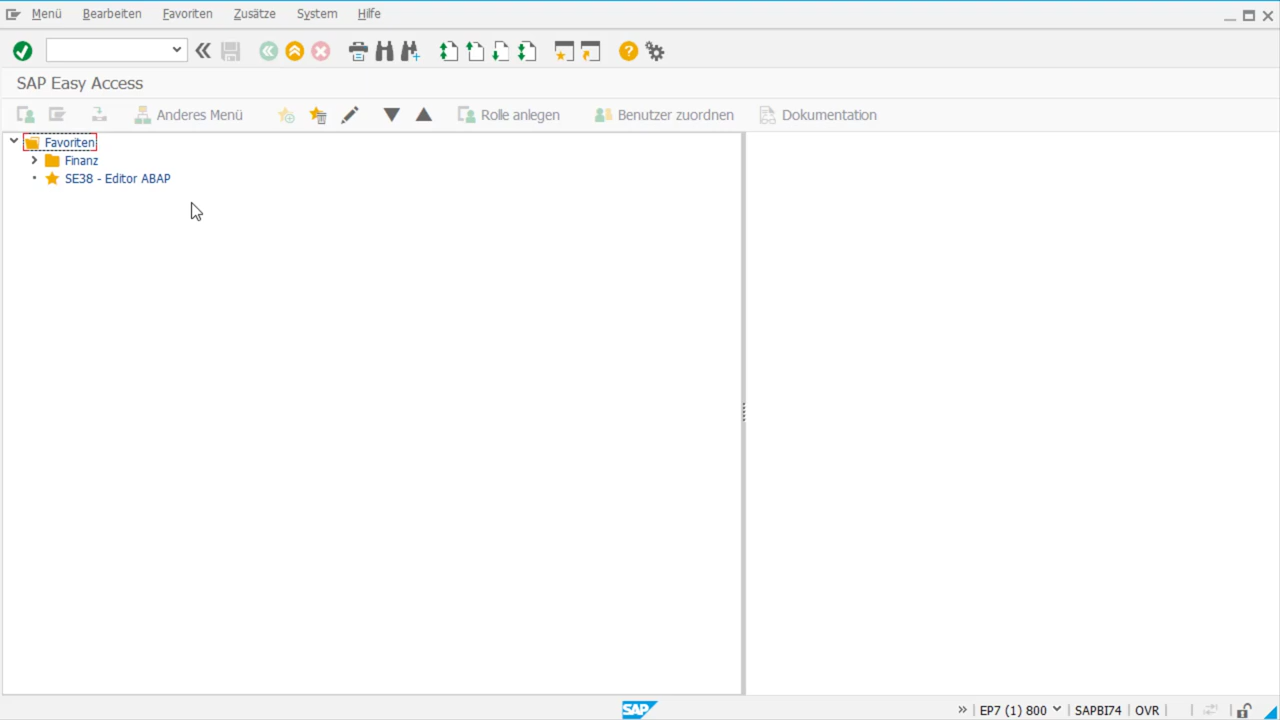 Menü Bearbeiten Favoriten Zusätze System Hilfe
SAP Easy Access
Anderes Menü Rolle anlegen Benutzer zuordnen Dokumentation
Favoriten
Finanz
SE38 - Editor ABAP
SAP » EP7 (1) 800 SAPBI74 OVR